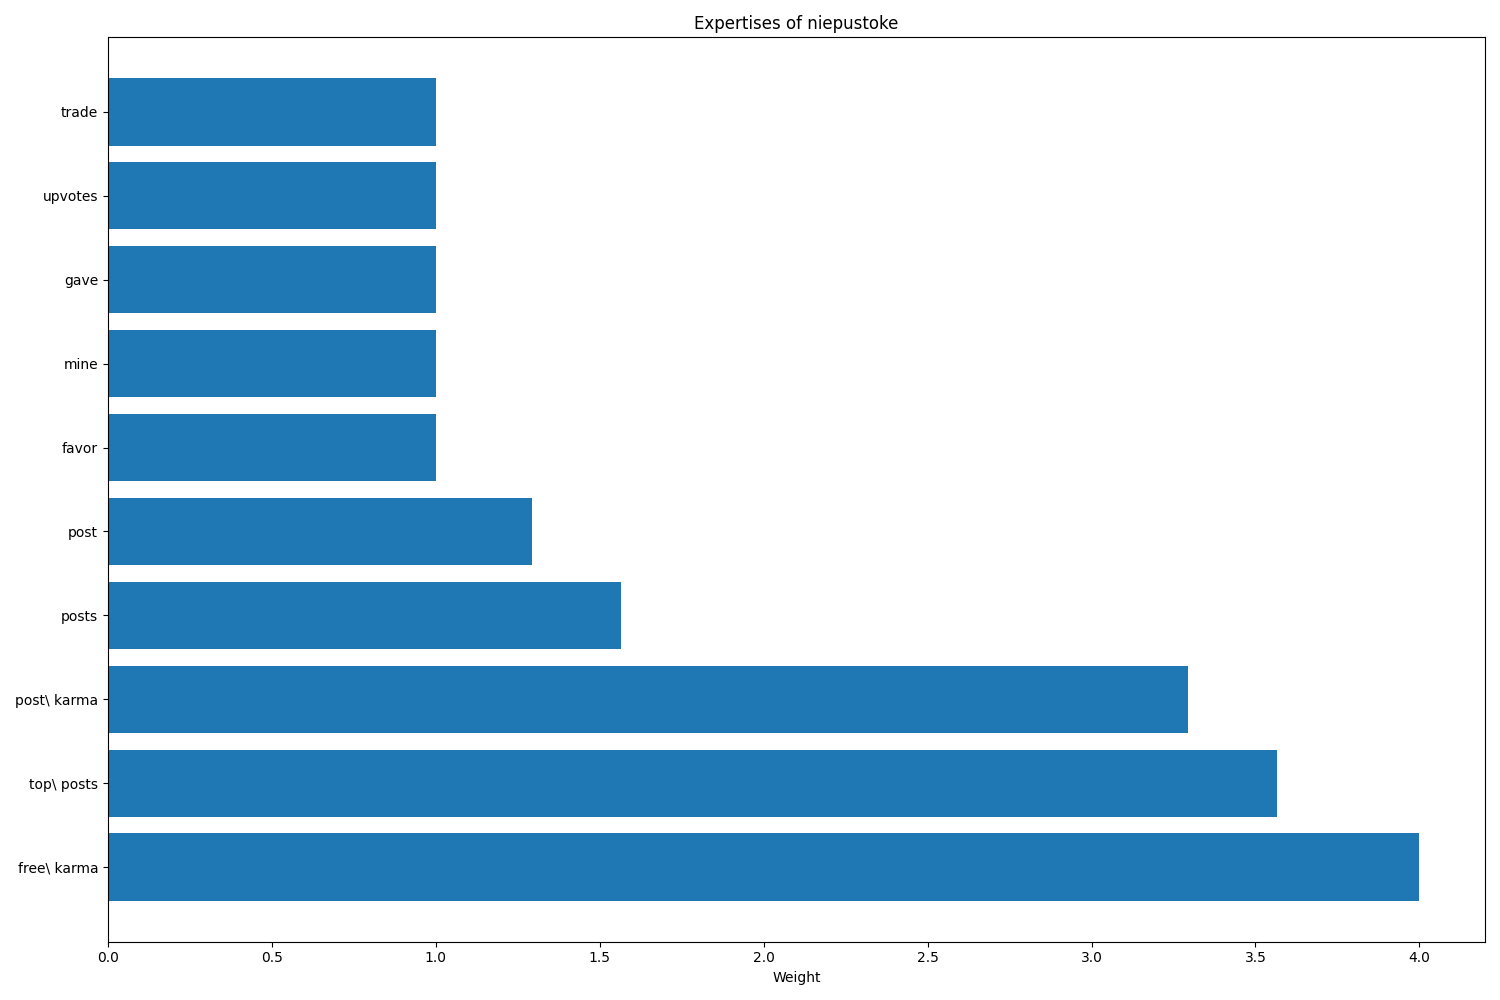 Expertises of niepustoke
trade
upvotes
gave
mine
favor
post
posts
post\ karma
top\ posts
free\ karma
0.0 0.5 1.0 1.5 2.0 2.5 3.0 3.5 4.0
Weight